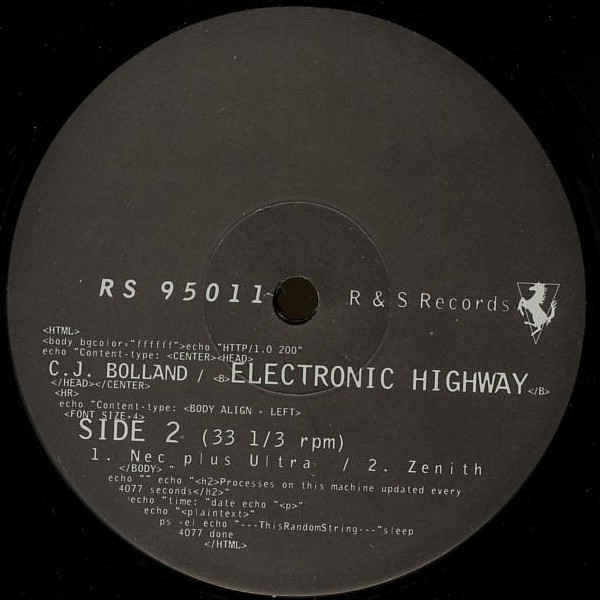 RS 95011
R & S Records
<HTML>
<body bgcolor="ffffff">echo "HTTP/1.0 200"
echo "Content-type: <CENTER><HEAD>
C.J. BOLLAND / <B>ELECTRONIC HIGHWAY</B>
</HEAD></CENTER>
<HR>
echo "Content-type: <BODY ALIGN = LEFT>
<FONT SIZE+4>
SIDE 2 (33 1/3 rpm)
1. Nec plus Ultra / 2. Zenith
</BODY> "
echo "" echo "<h2>Processes on this machine updated every
4077 seconds</h2>"
echo "time: "date echo "<p>"
echo "<plaintext>"
ps -el echo "---ThisRandomString---"sleep
4077 done
</HTML>